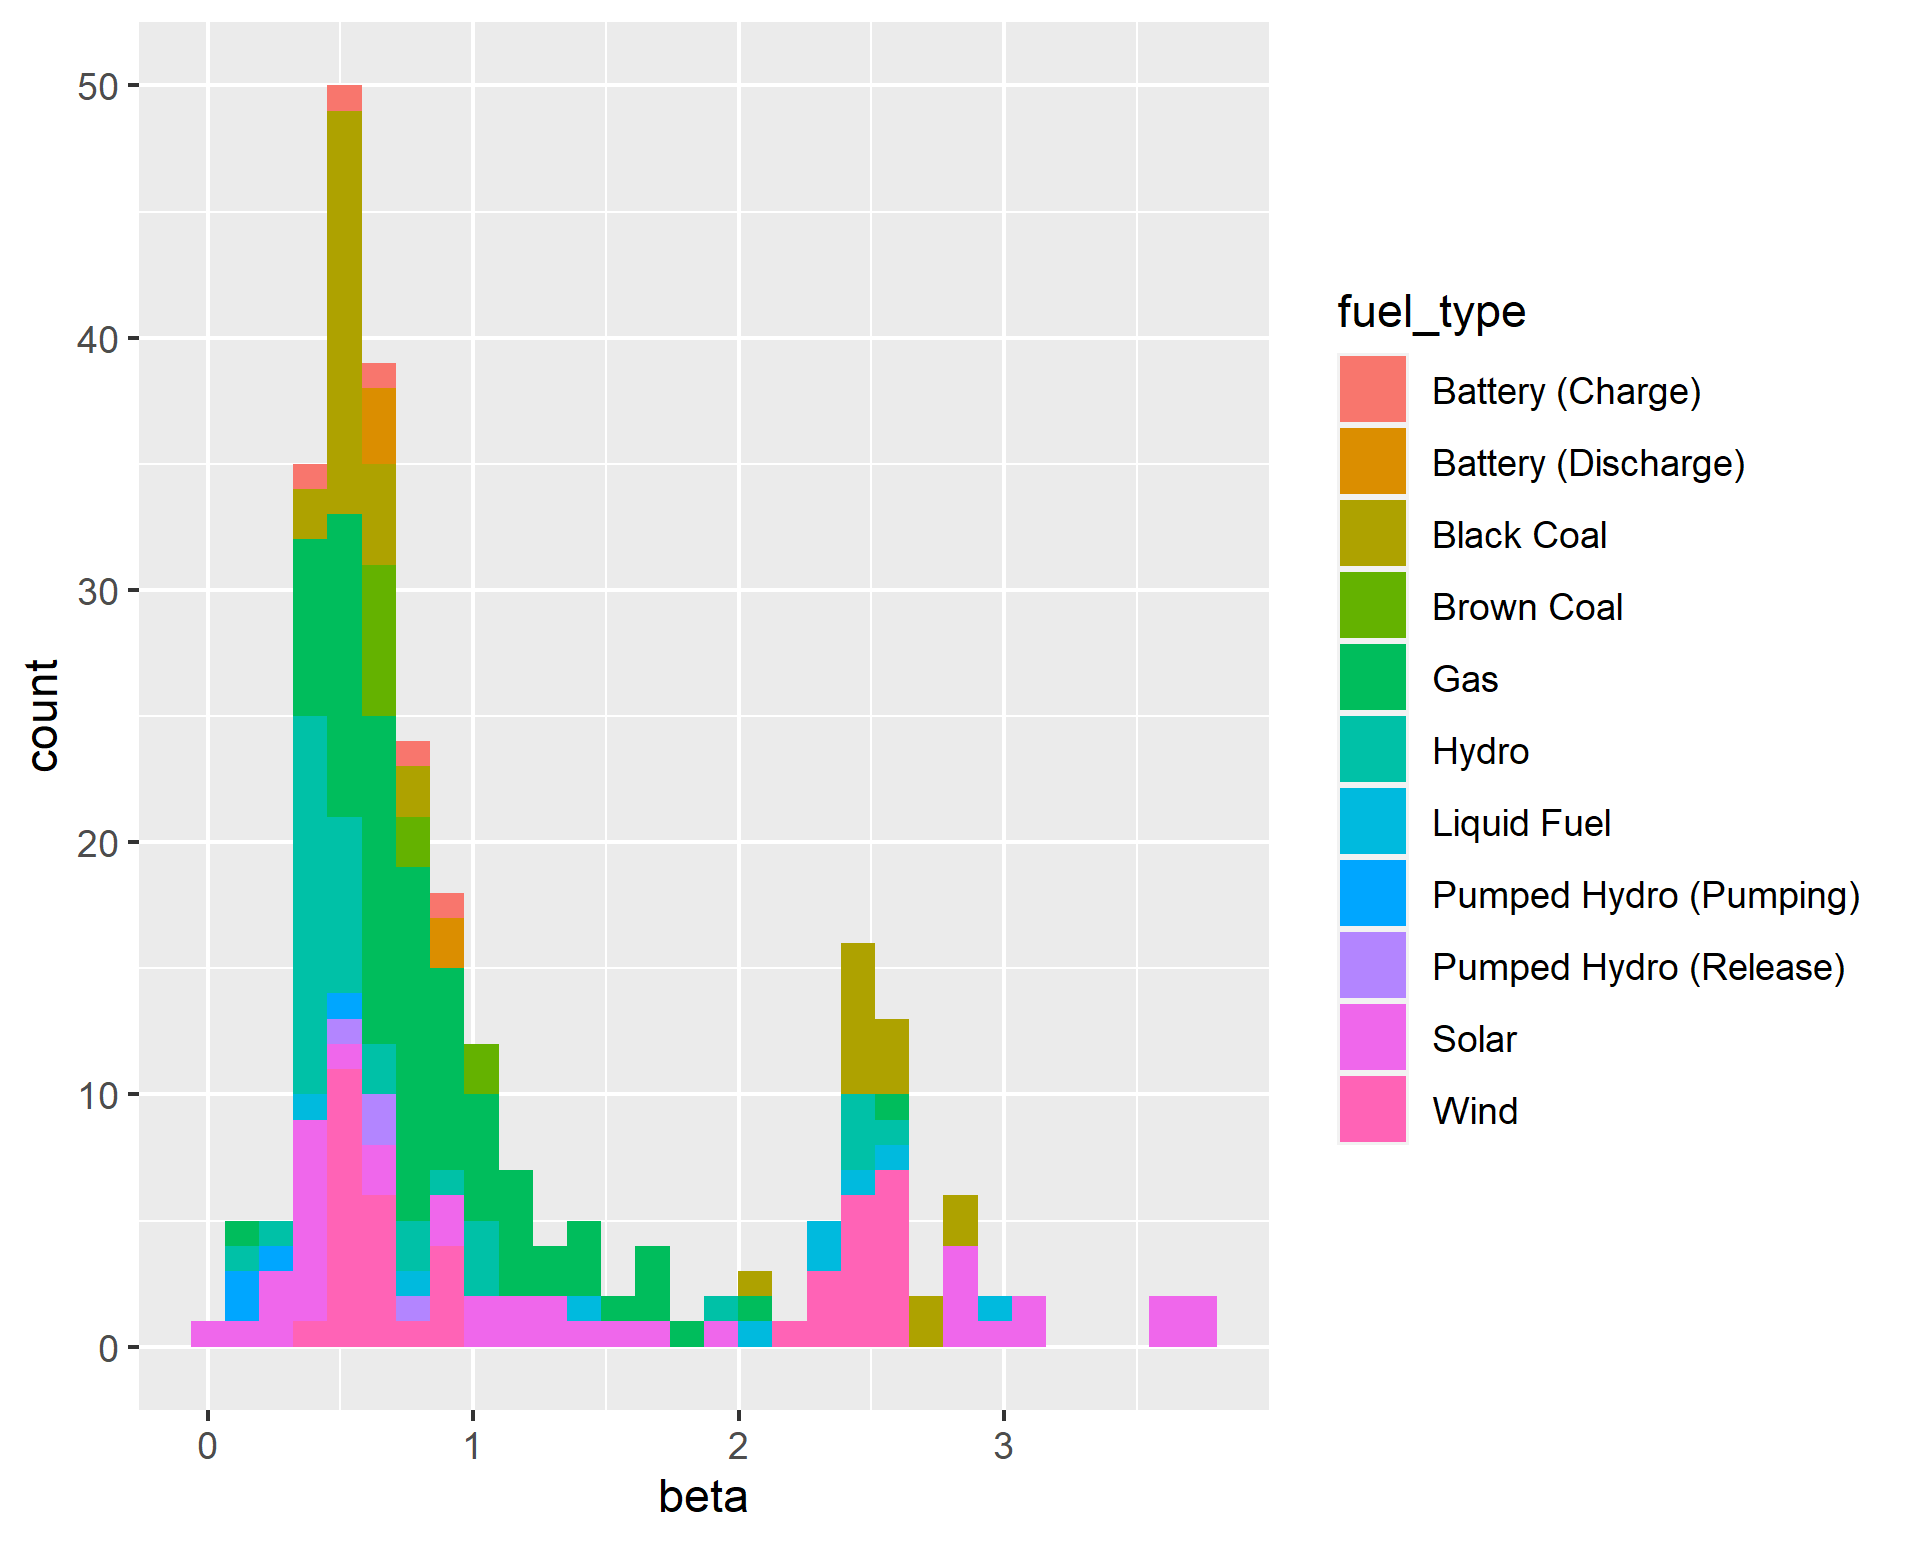 50
40
30
20
10
0
count
0 1 2 3
beta
fuel_type
Battery (Charge)
Battery (Discharge)
Black Coal
Brown Coal
Gas
Hydro
Liquid Fuel
Pumped Hydro (Pumping)
Pumped Hydro (Release)
Solar
Wind